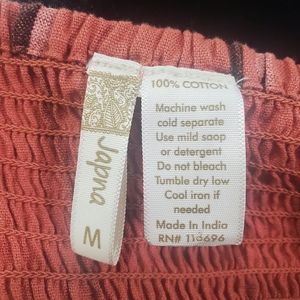 Japna
M
100% COTTON
Machine wash
cold separate
Use mild saop
or detergent
Do not bleach
Tumble dry low
Cool iron if
needed
Made In India
RN# 116696